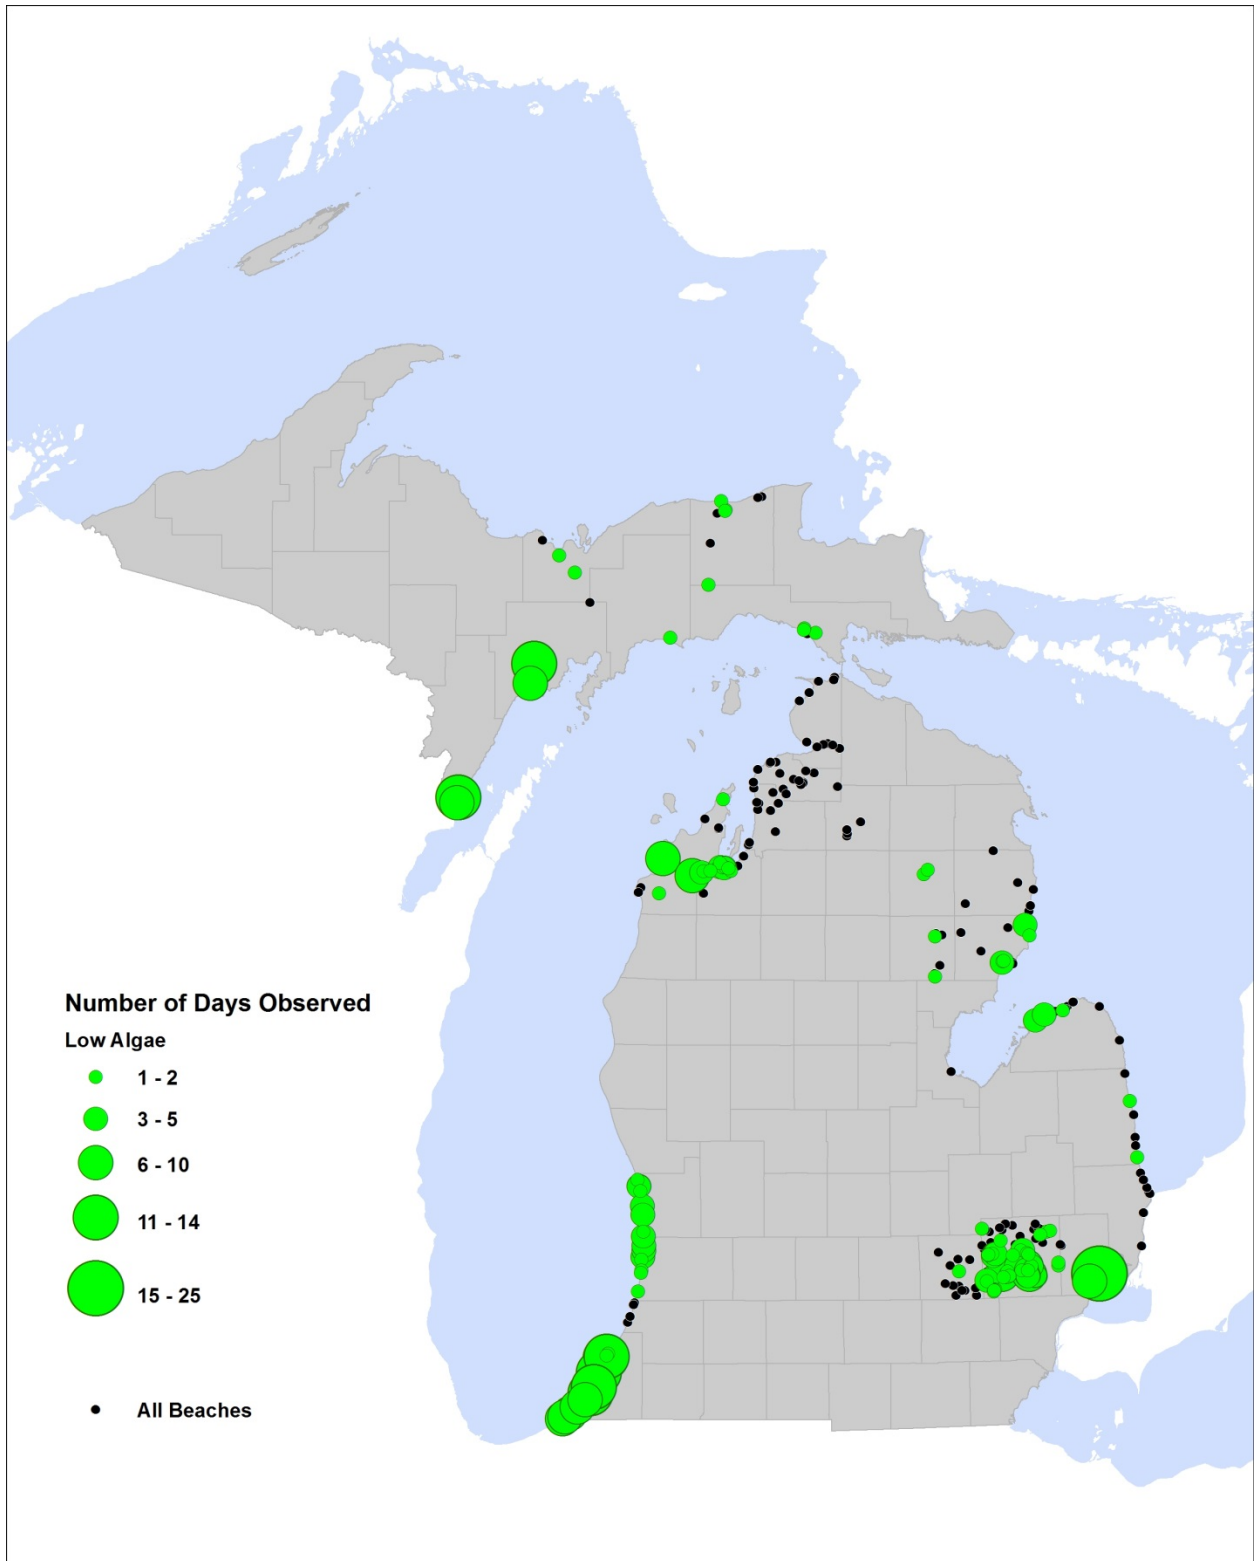 Number of Days Observed
Low Algae
1 - 2
3 - 5
6 - 10
11 - 14
15 - 25
All Beaches